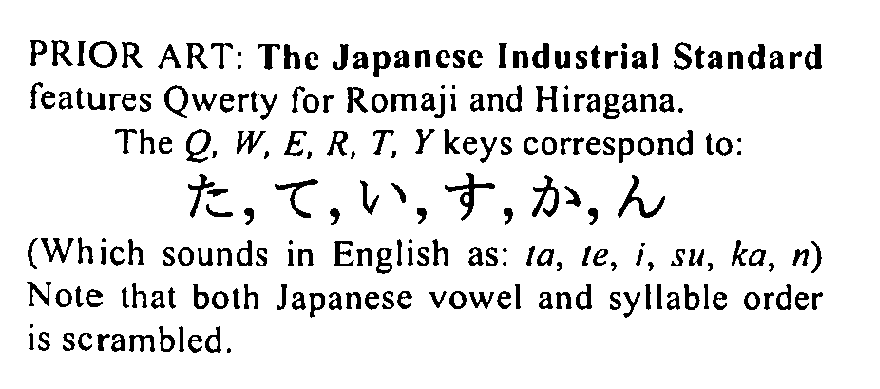 PRIOR ART: The Japanese Industrial Standard
features Qwerty for Romaji and Hiragana.
The Q, W, E, R, T, Y keys correspond to:
た, て, い, す, か, ん
(Which sounds in English as: ta, te, i, su, ka, n)
Note that both Japanese vowel and syllable order
is scrambled.